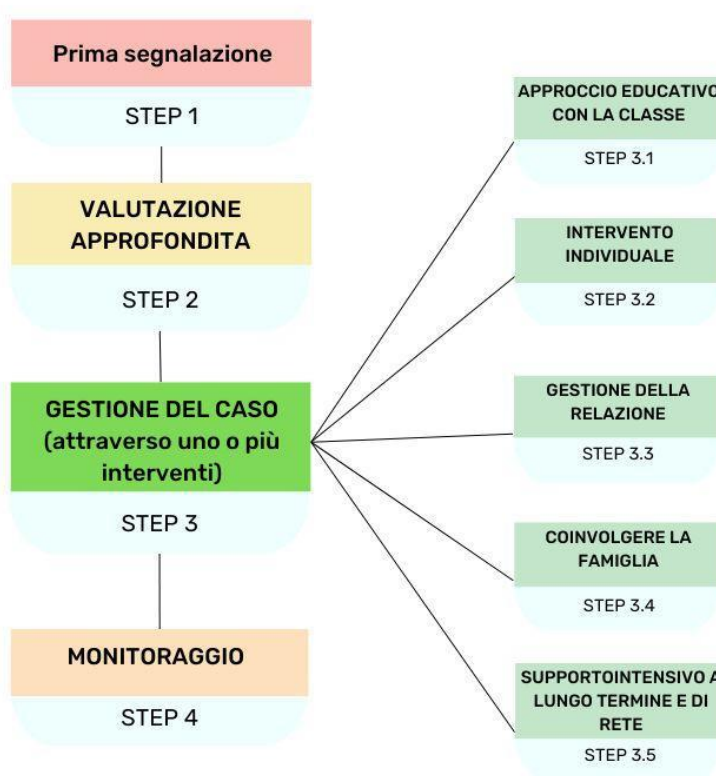 Prima segnalazione
STEP 1
VALUTAZIONE
APPROFONDITA
STEP 2
GESTIONE DEL CASO
(attraverso uno o più
interventi)
STEP 3
MONITORAGGIO
STEP 4
APPROCCIO EDUCATIVO
CON LA CLASSE
STEP 3.1
INTERVENTO
INDIVIDUALE
STEP 3.2
GESTIONE DELLA
RELAZIONE
STEP 3.3
COINVOLGERE LA
FAMIGLIA
STEP 3.4
SUPPORTOINTENSIVO A
LUNGO TERMINE E DI
RETE
STEP 3.5